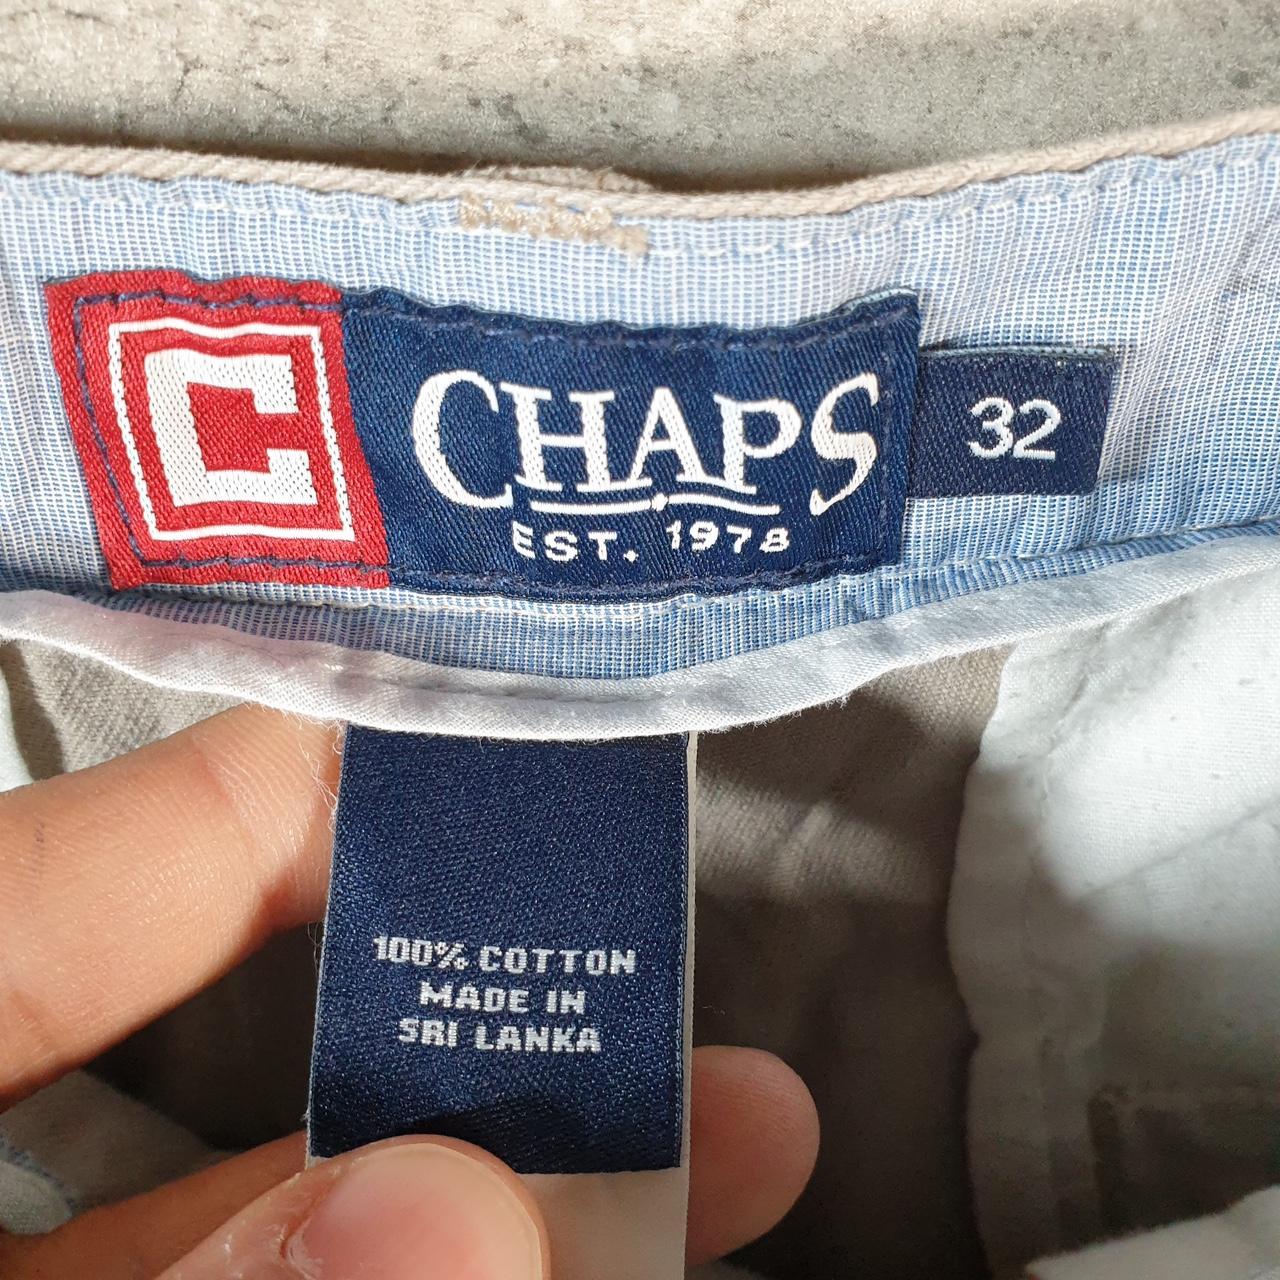 C
CHAPS
EST. 1978
32
100% COTTON
MADE IN
SRI LANKA